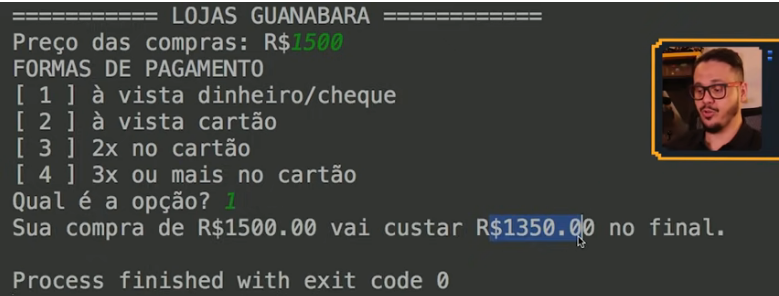 =========== LOJAS GUANABARA ============
Preço das compras: R$1500
FORMAS DE PAGAMENTO
[ 1 ] à vista dinheiro/cheque
[ 2 ] à vista cartão
[ 3 ] 2x no cartão
[ 4 ] 3x ou mais no cartão
Qual é a opção? 1
Sua compra de R$1500.00 vai custar R$1350.00 no final.
Process finished with exit code 0